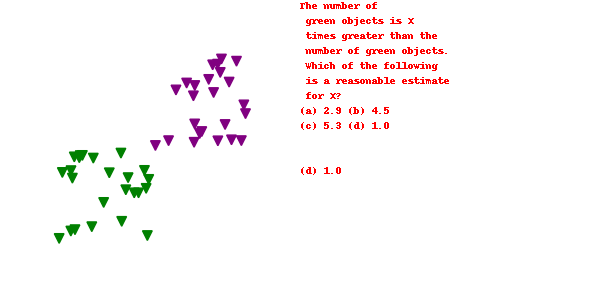 The number of
green objects is X
times greater than the
number of green objects.
Which of the following
is a reasonable estimate
for X?
(a) 2.9 (b) 4.5
(c) 5.3 (d) 1.0
(d) 1.0